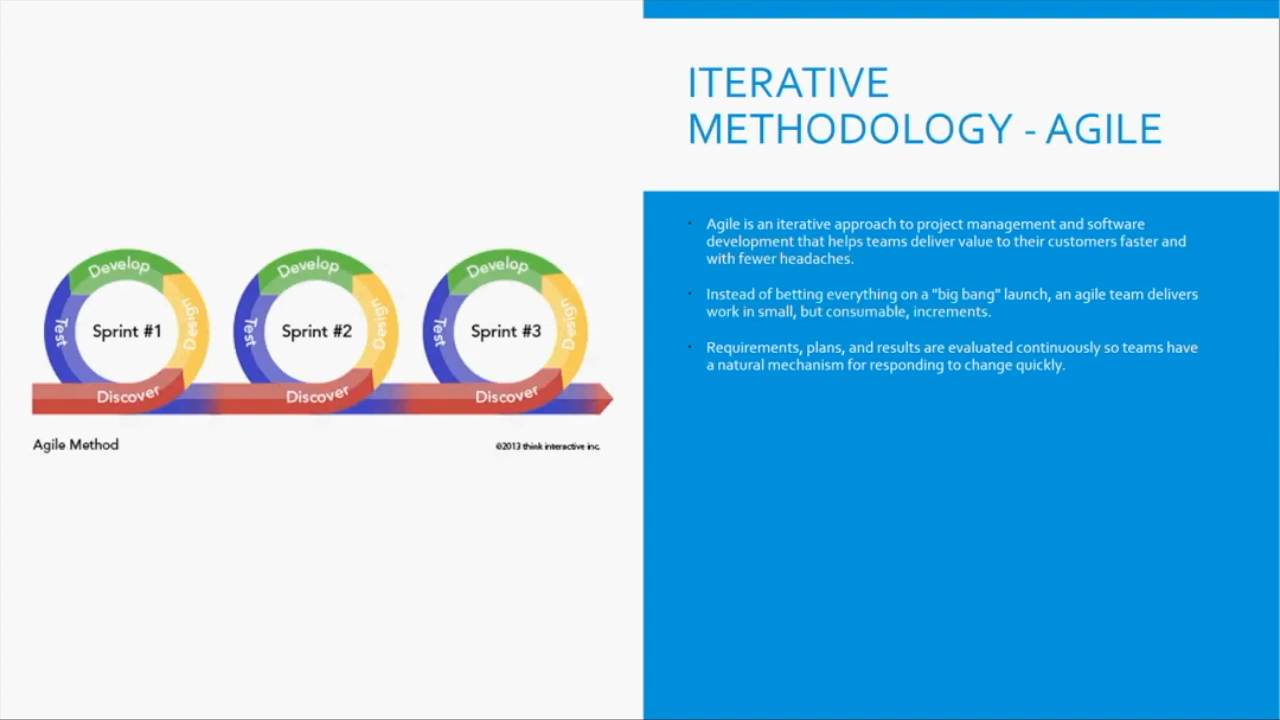 ITERATIVE
METHODOLOGY - AGILE
Develop
Design
Test
Sprint #1
Discover
Develop
Design
Test
Sprint #2
Discover
Develop
Design
Test
Sprint #3
Discover
Agile Method
©2013 think interactive inc.
Agile is an iterative approach to project management and software
development that helps teams deliver value to their customers faster and
with fewer headaches.
Instead of betting everything on a "big bang" launch, an agile team delivers
work in small, but consumable, increments.
Requirements, plans, and results are evaluated continuously so teams have
a natural mechanism for responding to change quickly.